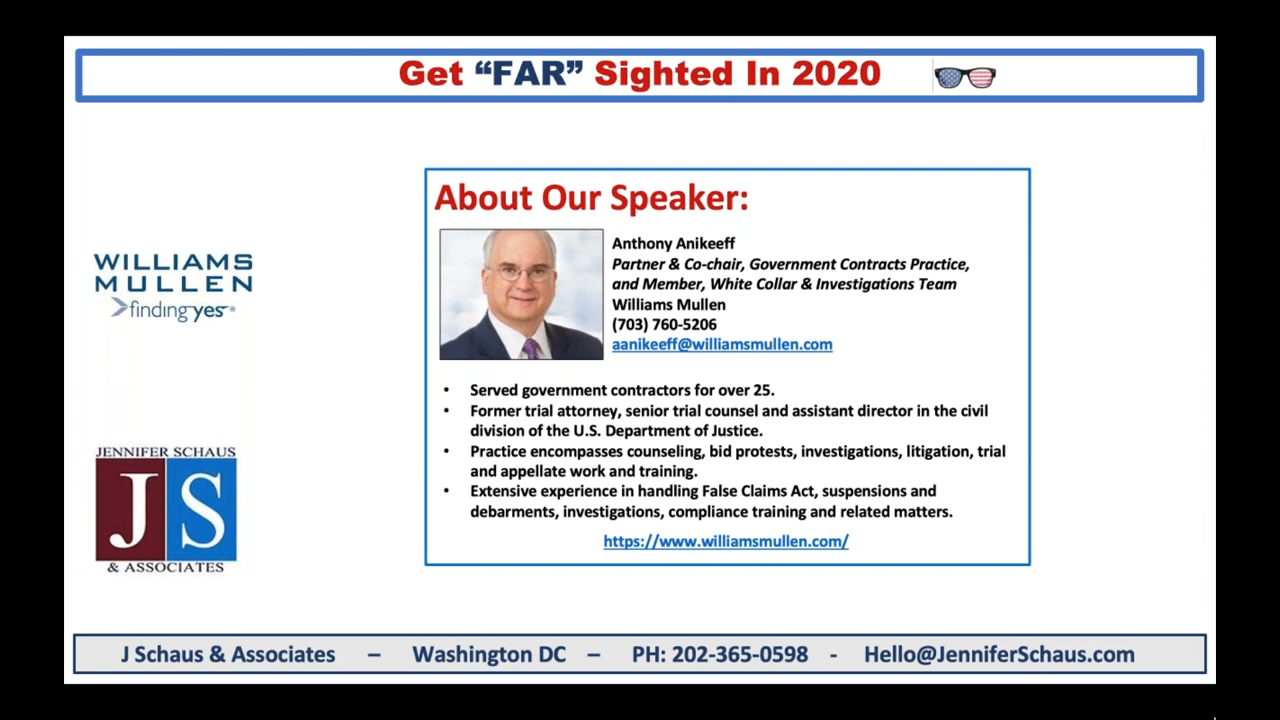 Get “FAR” Sighted In 2020
WILLIAMS
MULLEN
finding yes®
JENNIFER SCHAUS
JS
& ASSOCIATES
About Our Speaker:
Anthony Anikeeff
Partner & Co-chair, Government Contracts Practice,
and Member, White Collar & Investigations Team
Williams Mullen
(703) 760-5206
aanikeeff@williamsmullen.com
• Served government contractors for over 25.
• Former trial attorney, senior trial counsel and assistant director in the civil
division of the U.S. Department of Justice.
• Practice encompasses counseling, bid protests, investigations, litigation, trial
and appellate work and training.
• Extensive experience in handling False Claims Act, suspensions and
debarments, investigations, compliance training and related matters.
https://www.williamsmullen.com/
J Schaus & Associates – Washington DC – PH: 202-365-0598 - Hello@JenniferSchaus.com